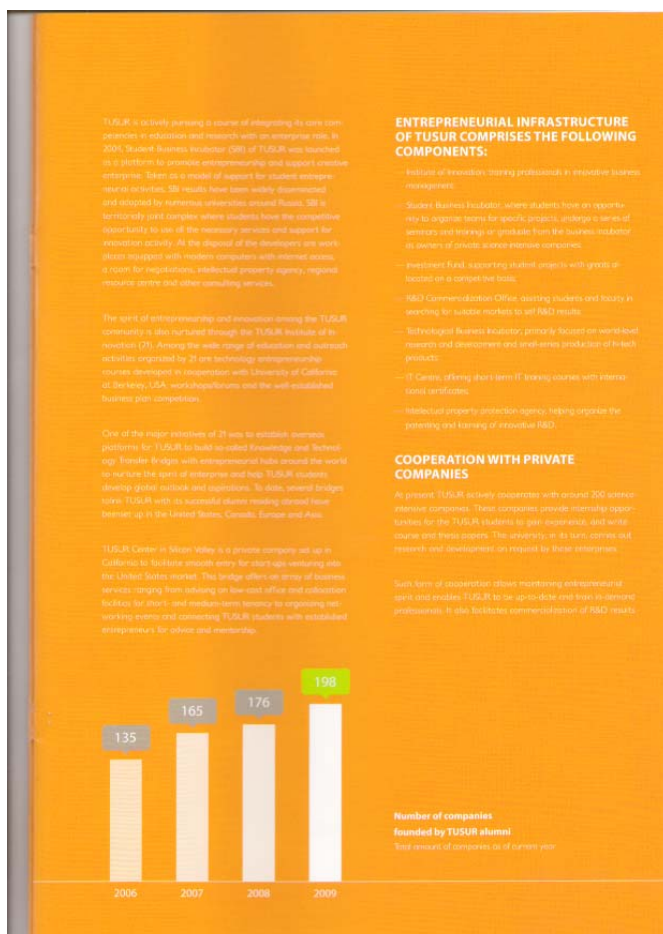 TUSUR is actively pursuing a course of integrating its core com-
petencies in education and research with an enterprise role. In
2004, Student Business Incubator (SBI) of TUSUR was launched
as a platform to promote entrepreneurship and support creative
enterprise. Taken as a model of support for student entrepre-
neurial activities, SBI results have been widely disseminated
and adopted by numerous universities around Russia. SBI is
territorially joint complex where students have the competitive
opportunity to use all the necessary services and support for
innovation activity. At the disposal of the developers are work-
places equipped with modern computers with internet access,
a room for negotiations, intellectual property agency, regional
resource centre and other consulting services.
The spirit of entrepreneurship and innovation among the TUSUR
community is also nurtured through the TUSUR Institute of In-
novation (2I). Among the wide range of education and outreach
activities organized by 2I are technology entrepreneurship
courses developed in cooperation with University of California
at Berkeley, USA; workshops/forums and the well-established
business plan competition.
One of the major initiatives of 2I was to establish overseas
platforms for TUSUR to build so-called Knowledge and Technol-
ogy Transfer Bridges with entrepreneurial hubs around the world
to nurture the spirit of enterprise and help TUSUR students
develop global outlook and aspirations. To date, several bridges
some TUSUR with its successful alumni residing abroad have
been set up in the United States, Canada, Europe and Asia.
TUSUR Center in Silicon Valley is a private company set up in
California to facilitate smooth entry for start-ups venturing into
the United States market. This bridge offers an array of business
services ranging from advising on low cost office and collocation
facilities for short- and medium-term tenancy to organizing net-
working events and connecting TUSUR students with established
entrepreneurs for advice and mentorship.
ENTREPRENEURIAL INFRASTRUCTURE
OF TUSUR COMPRISES THE FOLLOWING
COMPONENTS:
— Institute of Innovation, training professionals in innovative business
management;
— Student Business Incubator, where students have an opportu-
nity to organize teams for specific projects, undergo a series of
seminars and trainings or graduate from the business incubator
as owners of private science intensive companies
— Investment Fund, supporting student projects with grants al-
located on a competitive basis;
— R&D Commercialization Office, assisting students and faculty in
searching for suitable markets to sell R&D results
— Technological Business Incubator, primarily focused on world-level
research and development and small-series production of hi-tech
products;
— IT Centre, offering short-term IT training courses with interna-
tional certificates;
— Intellectual property protection agency, helping organize the
patenting and licensing of innovative R&D.
COOPERATION WITH PRIVATE
COMPANIES
At present TUSUR actively cooperates with around 200 science
intensive companies. These companies provide internship oppor-
tunities for the TUSUR students to gain experience, and write
course and thesis papers. The university, in its turn, carries out
research and development on request by these enterprises.
Such form of cooperation allows maintaining entrepreneurial
spirit and enables TUSUR to be up-to-date and train in-demand
professionals. It also facilitates commercialization of R&D results
135
165
176
198
2006
2007
2008
2009
Number of companies
founded by TUSUR alumni
Total amount of companies as of current year